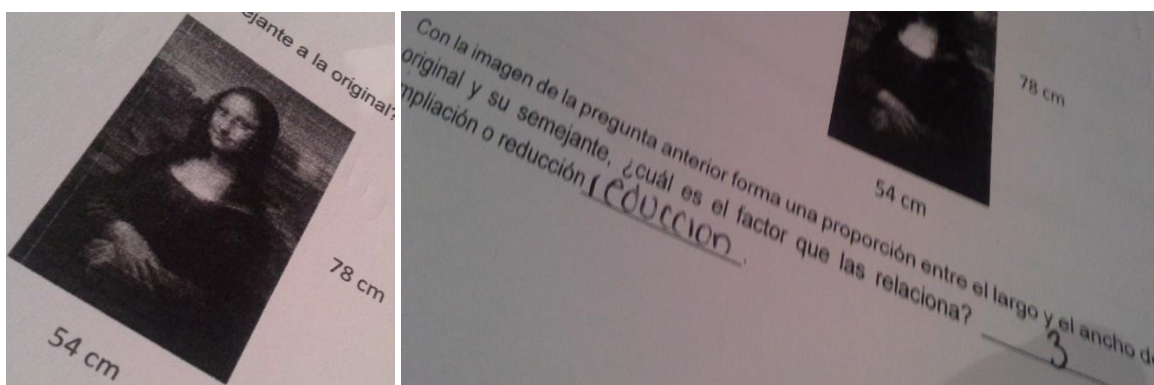 ejante a la original?
78 cm
54 cm
78 cm
54 cm
Con la imagen de la pregunta anterior forma una proporción entre el largo y el ancho de
original y su semejante, ¿cuál es el factor que las relaciona? 3
mpliación o reducción reduccion.